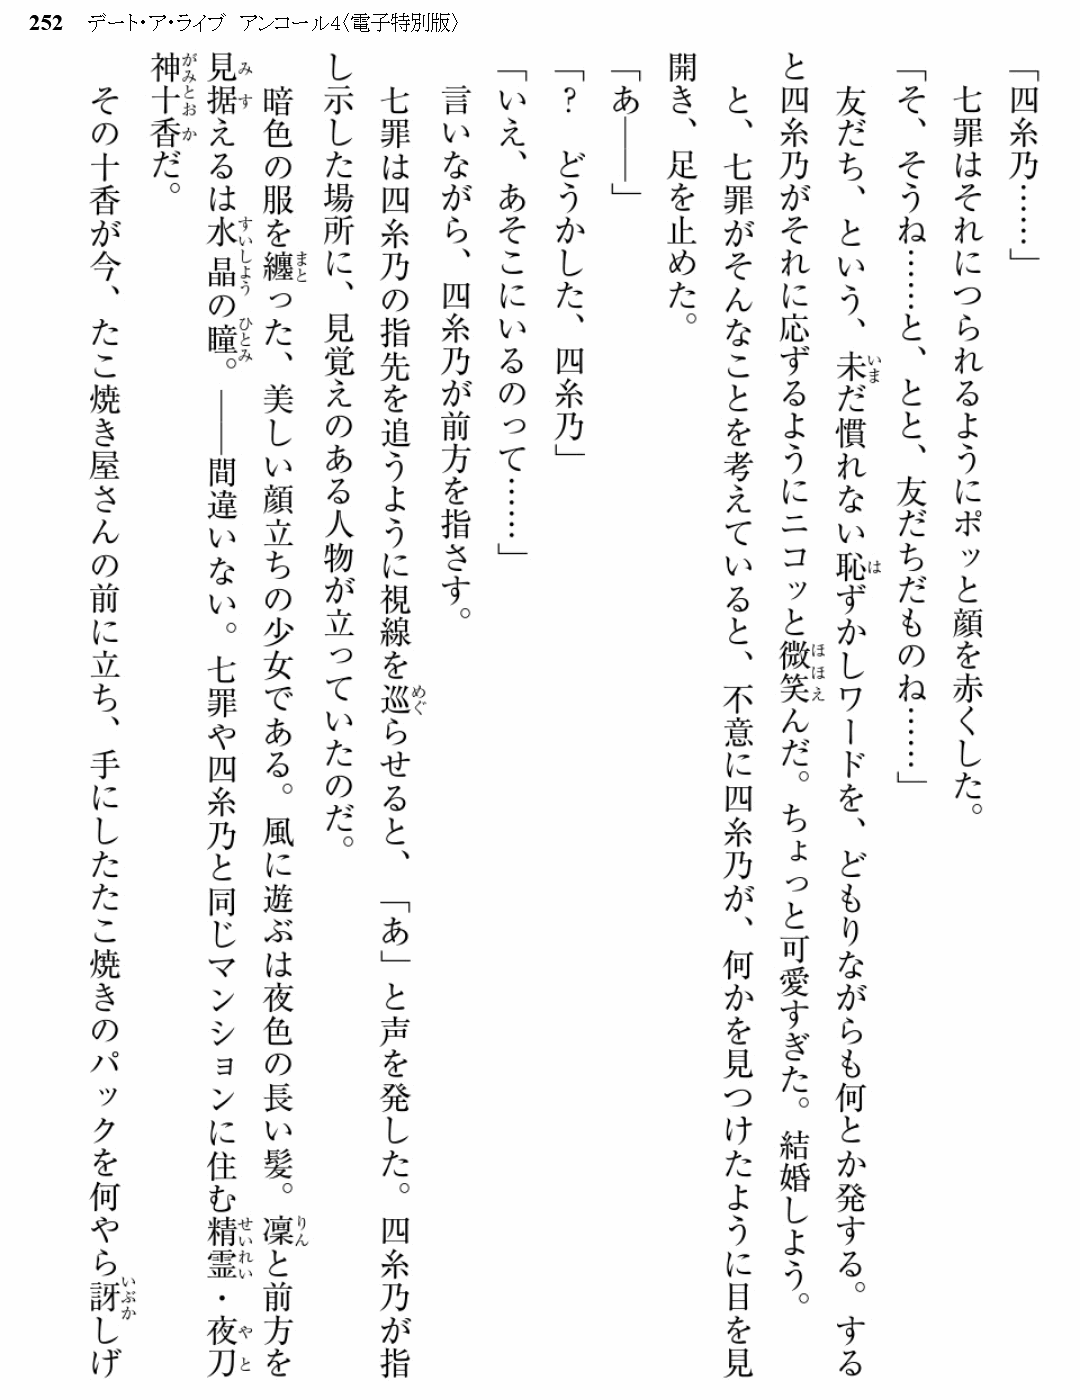 252 デート・ア・ライブ アンコール4〈電子特別版〉
「四糸乃……」
七罪はそれにつられるようにポッと顔を赤くした。
「そ、そうね……と、とと、友だちだものね……」
友だち、という、未だ慣れない恥ずかしワードを、どもりながらも何とか発する。する
と四糸乃がそれに応ずるようにニコッと微笑んだ。ちょっと可愛すぎた。結婚しよう。
と、七罪がそんなことを考えていると、不意に四糸乃が、何かを見つけたように目を見
開き、足を止めた。
「あ――」
「? どうかした、四糸乃」
「いえ、あそこにいるのって……」
言いながら、四糸乃が前方を指さす。
七罪は四糸乃の指先を追うように視線を巡らせると、「あ」と声を発した。四糸乃が指
し示した場所に、見覚えのある人物が立っていたのだ。
暗色の服を纏った、美しい顔立ちの少女である。風に遊ぶは夜色の長い髪。凛と前方を
見据えるは水晶の瞳。――間違いない。七罪や四糸乃と同じマンションに住む精霊・夜刀
神十香だ。
その十香が今、たこ焼き屋さんの前に立ち、手にしたたこ焼きのパックを何やら訝しげ